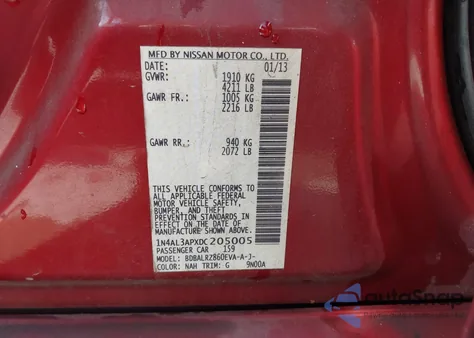 MFD BY NISSAN MOTOR CO., LTD.
DATE: 01/13
GVWR: 1910 KG
4211 LB
GAWR FR.: 1005 KG
2216 LB
GAWR RR.: 940 KG
2072 LB
THIS VEHICLE CONFORMS TO
ALL APPLICABLE FEDERAL
MOTOR VEHICLE SAFETY,
BUMPER, AND THEFT
PREVENTION STANDARDS
IN EFFECT ON THE DATE OF
MANUFACTURE SHOWN ABOVE.
1N4AL3APXDC205005
PASSENGER CAR 159
MODEL: BDBALRZ860EVA-A-J-
COLOR: NAH TRIM: G 9N00A
autoSnap